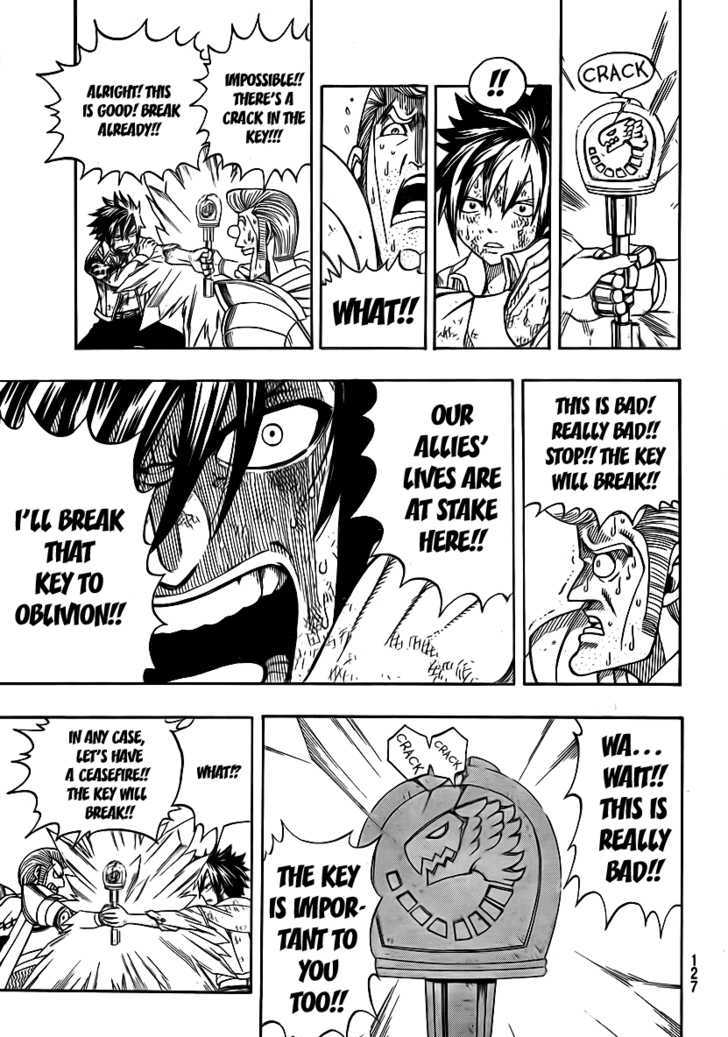 CRACK
!!
WHAT!!
IMPOSSIBLE!!
THERE'S A
CRACK IN THE
KEY!!!
ALRIGHT! THIS
IS GOOD! BREAK
ALREADY!!
THIS IS BAD!
REALLY BAD!!
STOP!! THE KEY
WILL BREAK!!
OUR
ALLIES'
LIVES ARE
AT STAKE
HERE!!
I'LL BREAK
THAT
KEY TO
OBLIVION!!
WA...
WAIT!!
THIS IS
REALLY
BAD!!
CRACK
CRACK
THE KEY
IS IMPOR-
TANT TO
YOU
TOO!!
WHAT!?
IN ANY CASE,
LET'S HAVE
A CEASEFIRE!!
THE KEY WILL
BREAK!!
127